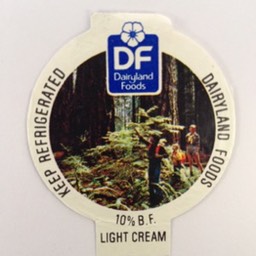 DF
Dairyland
Foods
KEEP REFRIGERATED
DAIRYLAND FOODS
10% B.F.
LIGHT CREAM